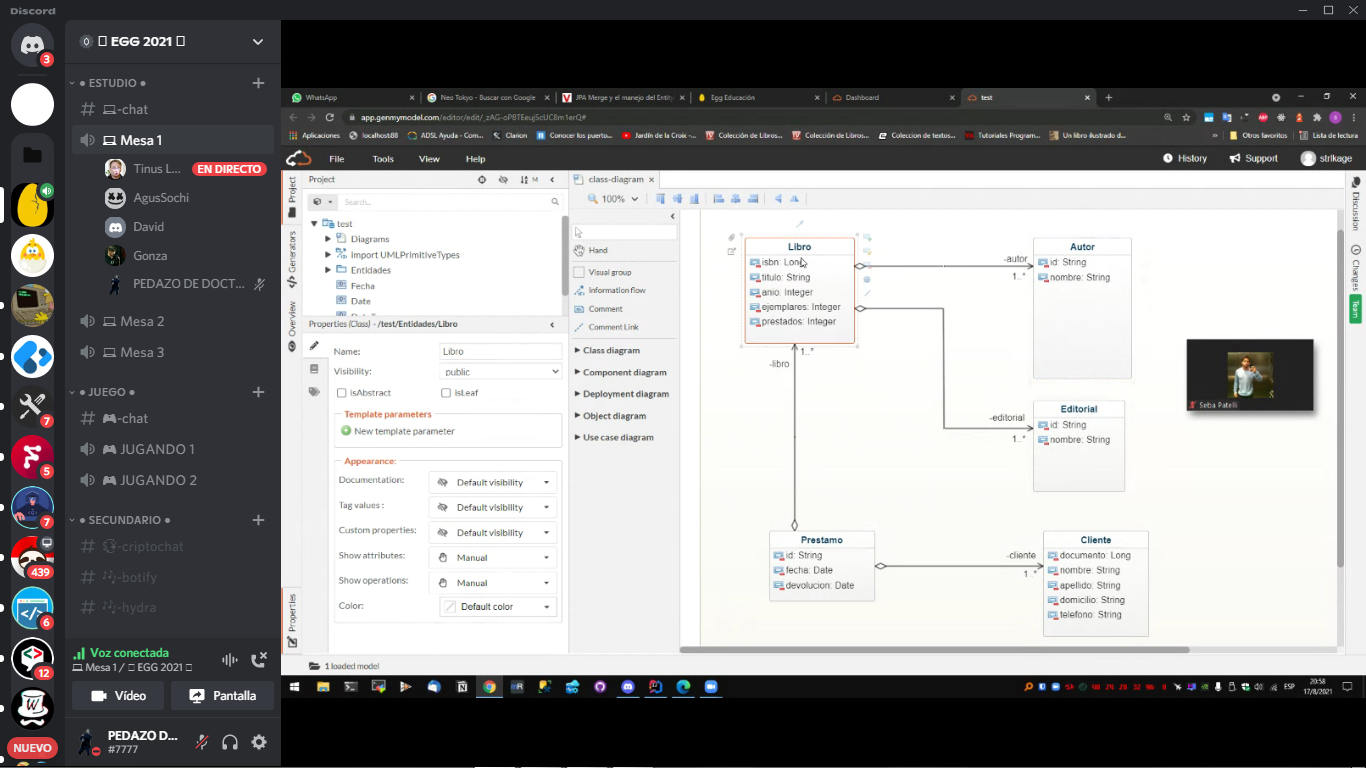 Discord
3
EGG 2021
ESTUDIO
-chat
Mesa 1
Tinus L...
EN DIRECTO
AgusSochi
David
Gonza
PEDAZO DE DOCT...
Mesa 2
Mesa 3
JUEGO
-chat
JUGANDO 1
JUGANDO 2
SECUNDARIO
-criptochat
-botify
-hydra
7
5
7
439
6
12
NUEVO
Voz conectada
Mesa 1 / EGG 2021
Vídeo
Pantalla
PEDAZO D...
#7777
WhatsApp
Neo Tokyo - Buscar con Google
JPA Merge y el manejo del Entit
Egg Educación
Dashboard
test
Aplicaciones
localhost88
ADSL Ayuda - Com...
Clarion
Conocer los puerto...
Jardín de la Croix -...
Colección de Libros...
Colección de Libros...
Coleccion de textos...
Tutoriales Program...
Un libro ilustrado d...
Otros favoritos
Lista de lectura
File
Tools
View
Help
History
Support
strikage
Project
Generators
Overview
Properties
Project
M
Search...
test
Diagrams
Import UMLPrimitiveTypes
Entidades
Fecha
Date
Properties (Class) - /test/Entidades/Libro
Name:
Libro
Visibility:
public
isAbstract
isLeaf
Template parameters
New template parameter
Appearance:
Documentation:
Default visibility
Tag values :
Default visibility
Custom properties:
Default visibility
Show attributes:
Manual
Show operations:
Manual
Color:
Default color
1 loaded model
class-diagram
100%
Hand
Visual group
Information flow
Comment
Comment Link
Class diagram
Component diagram
Deployment diagram
Object diagram
Use case diagram
Libro
isbn: Long
titulo: String
anio: Integer
ejemplares: Integer
prestados: Integer
-autor
1..*
Autor
id: String
nombre: String
-libro
1..*
-editorial
1..*
Editorial
id: String
nombre: String
Prestamo
id: String
fecha: Date
devolucion: Date
-cliente
1..*
Cliente
documento: Long
nombre: String
apellido: String
domicilio: String
telefono: String
Seba Patelli
Discussion
Changes
Team
ESP
20:58
17/8/2021